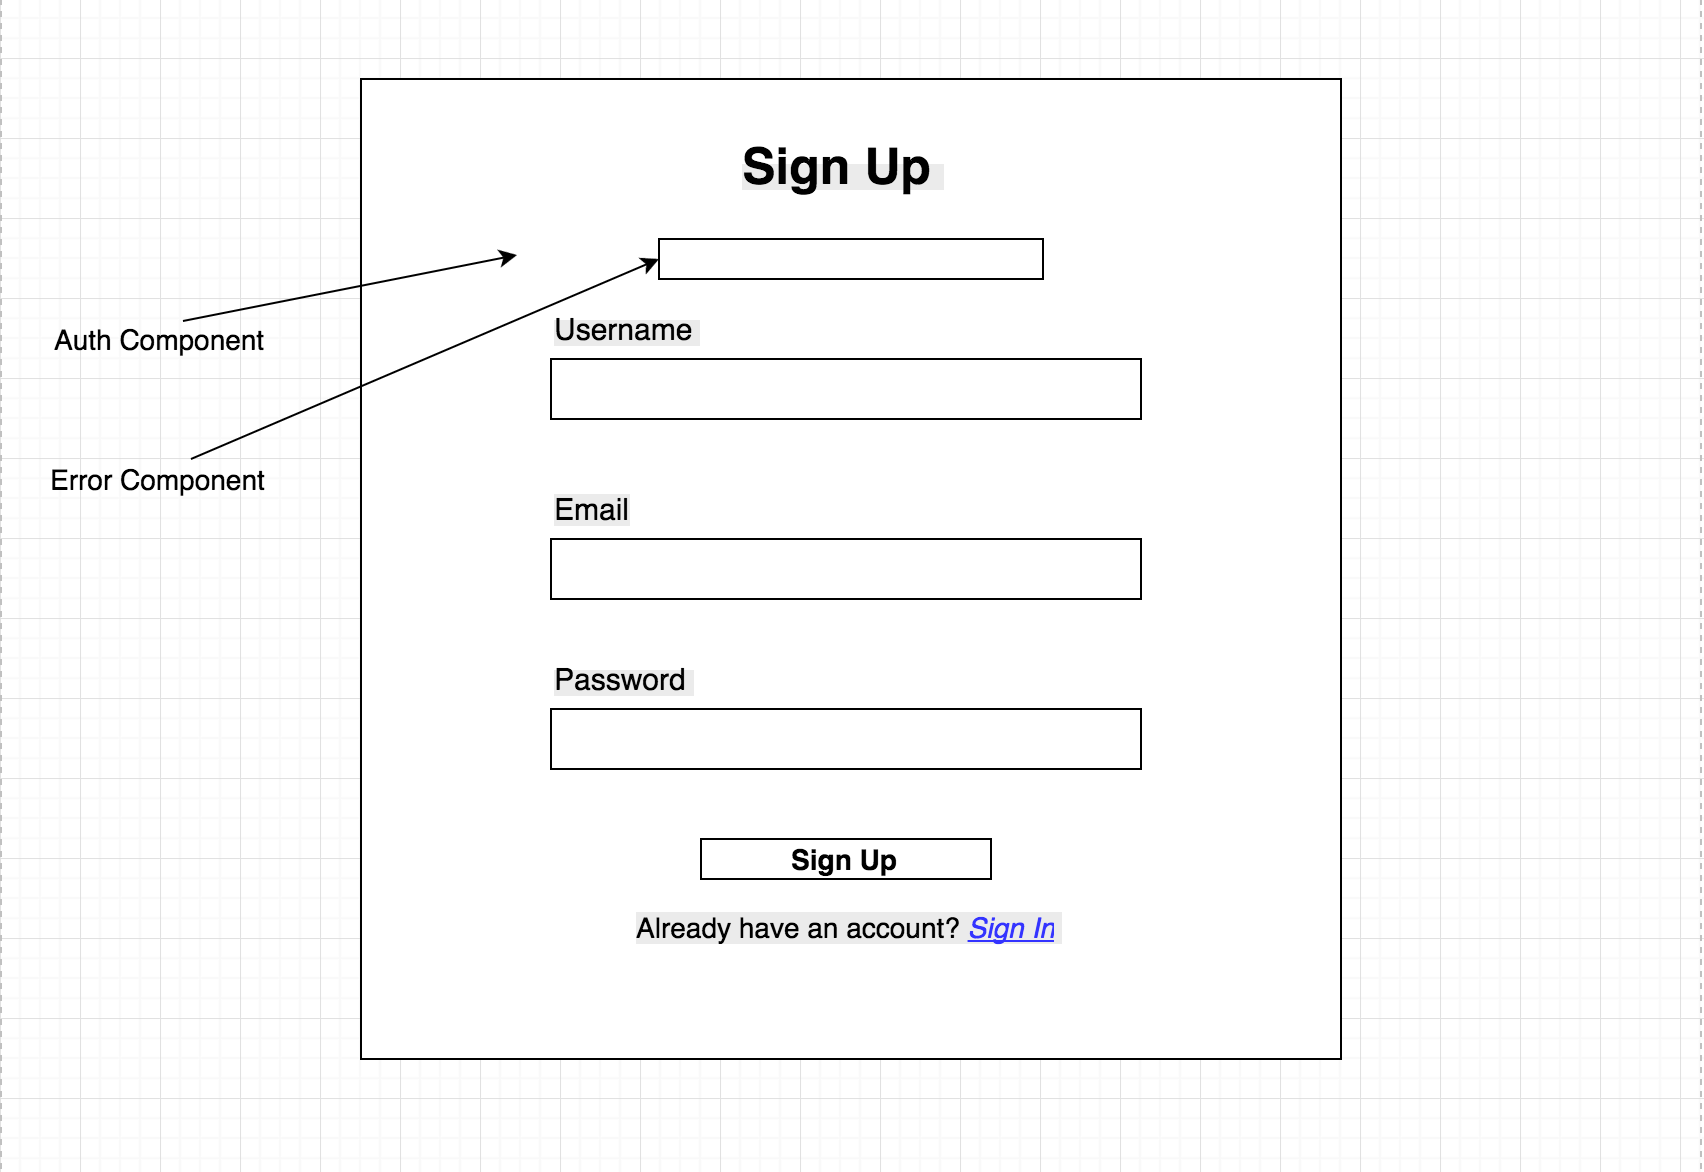 Sign Up
Auth Component
Username
Error Component
Email
Password
Sign Up
Already have an account? Sign In